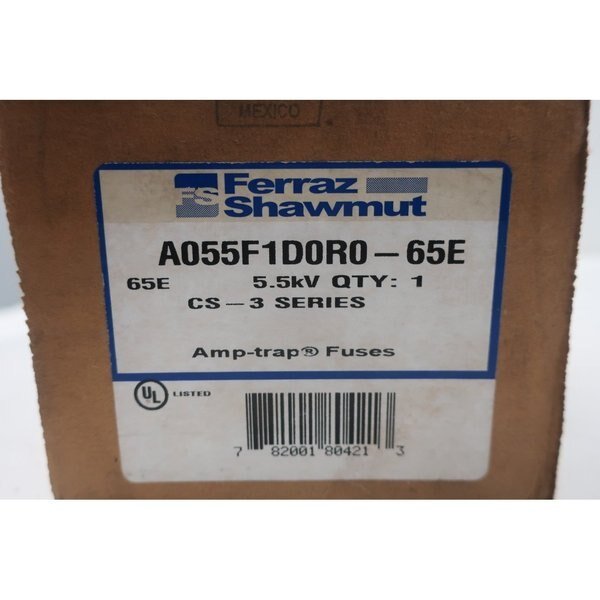 MEXICO
FS Ferraz
Shawmut
A055F1D0R0-65E
65E 5.5kV QTY: 1
CS-3 SERIES
Amp-trap® Fuses
UL LISTED
7 82001 80421 3